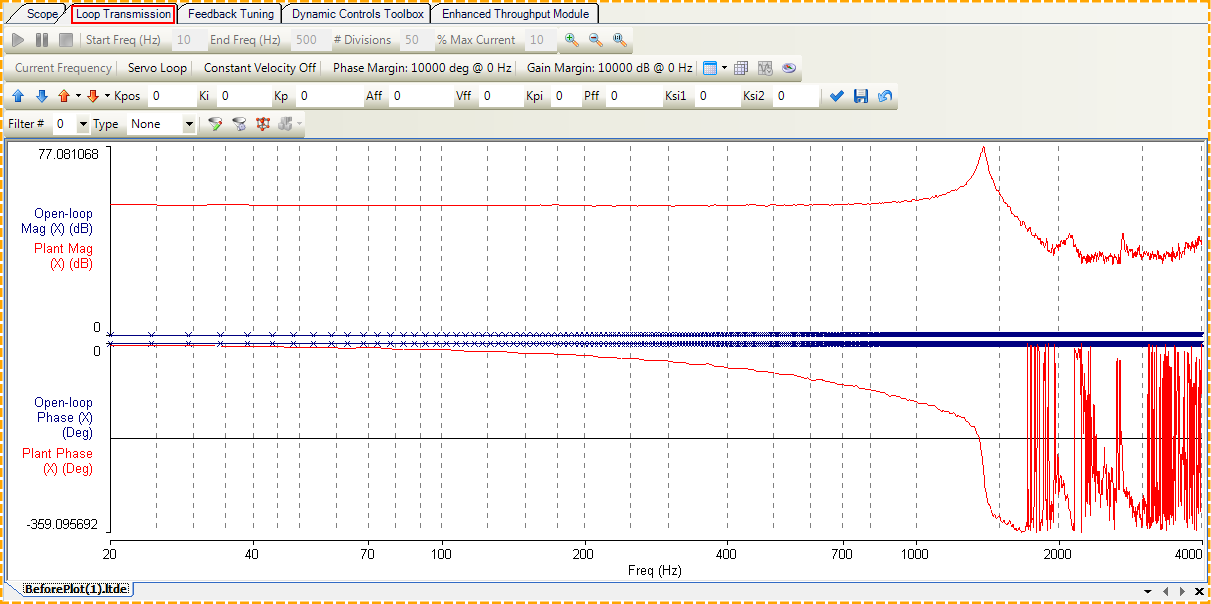 Scope Loop Transmission Feedback Tuning Dynamic Controls Toolbox Enhanced Throughput Module
Start Freq (Hz) 10 End Freq (Hz) 500 # Divisions 50 % Max Current 10
Current Frequency Servo Loop Constant Velocity Off Phase Margin: 10000 deg @ 0 Hz Gain Margin: 10000 dB @ 0 Hz
Kpos 0 Ki 0 Kp 0 Aff 0 Vff 0 Kpi 0 Pff 0 Ksi1 0 Ksi2 0
Filter # 0 Type None
77.081068
Open-loop
Mag (X) (dB)
Plant Mag
(X) (dB)
0
0
Open-loop
Phase (X)
(Deg)
Plant Phase
(X) (Deg)
-359.095692
20 40 70 100 200 400 700 1000 2000 4000
Freq (Hz)
BeforePlot(1).ltde